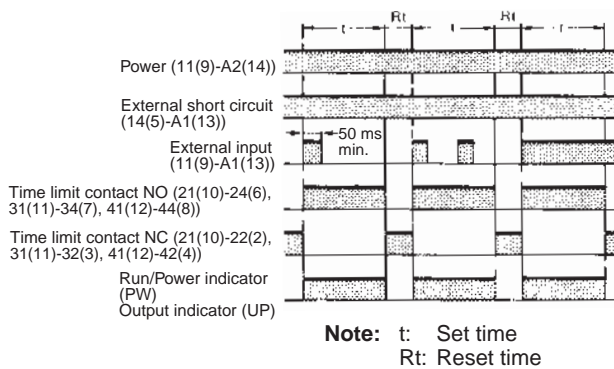 t Rt t Rt t
Power (11(9)-A2(14))
External short circuit
(14(5)-A1(13))
50 ms
min.
External input
(11(9)-A1(13))
Time limit contact NO (21(10)-24(6),
31(11)-34(7), 41(12)-44(8))
Time limit contact NC (21(10)-22(2),
31(11)-32(3), 41(12)-42(4))
Run/Power indicator
(PW)
Output indicator (UP)
Note: t: Set time
Rt: Reset time